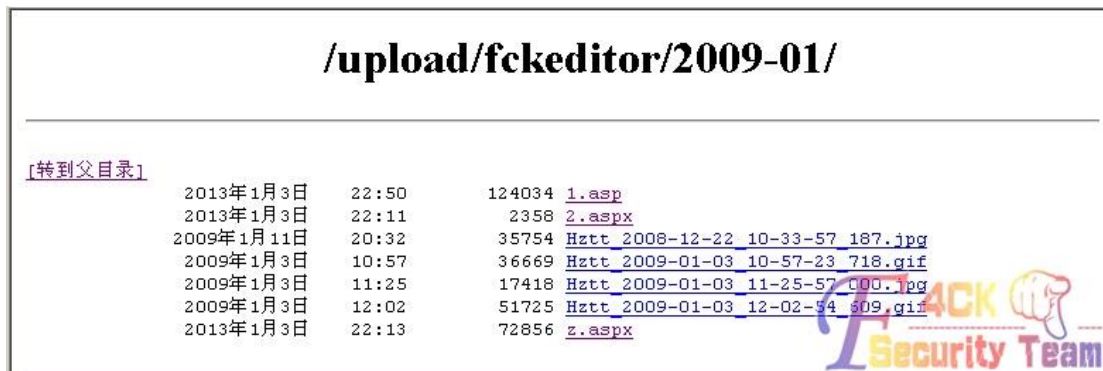 /upload/fckeditor/2009-01/
[转到父目录]
2013年1月3日 22:50 124034 1.asp
2013年1月3日 22:11 2358 2.aspx
2009年1月11日 20:32 35754 Hztt_2008-12-22_10-33-57_187.jpg
2009年1月3日 10:57 36669 Hztt_2009-01-03_10-57-23_718.gif
2009年1月3日 11:25 17418 Hztt_2009-01-03_11-25-57_000.jpg
2009年1月3日 12:02 51725 Hztt_2009-01-03_12-02-54_609.gif
2013年1月3日 22:13 72856 z.aspx
F4CK
Security Team